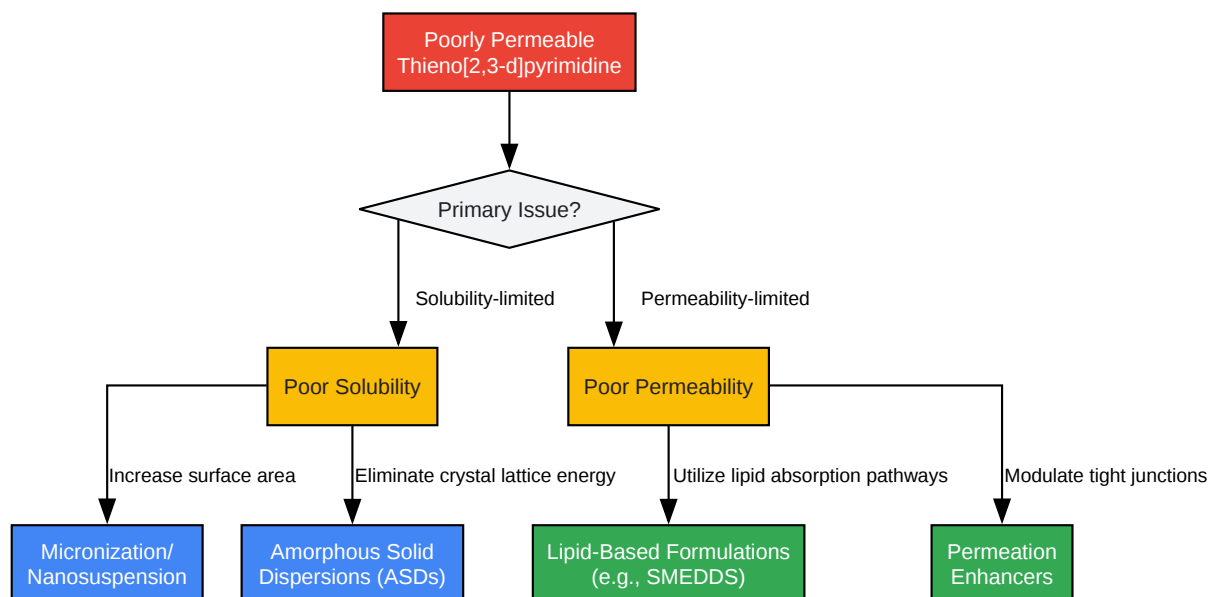 Poorly Permeable
Thieno[2,3-d]pyrimidine
Primary Issue?
Solubility-limited
Permeability-limited
Poor Solubility
Poor Permeability
Increase surface area
Eliminate crystal lattice energy
Utilize lipid absorption pathways
Modulate tight junctions
Micronization/
Nanosuspension
Amorphous Solid
Dispersions (ASDs)
Lipid-Based Formulations
(e.g., SMEDDS)
Permeation
Enhancers